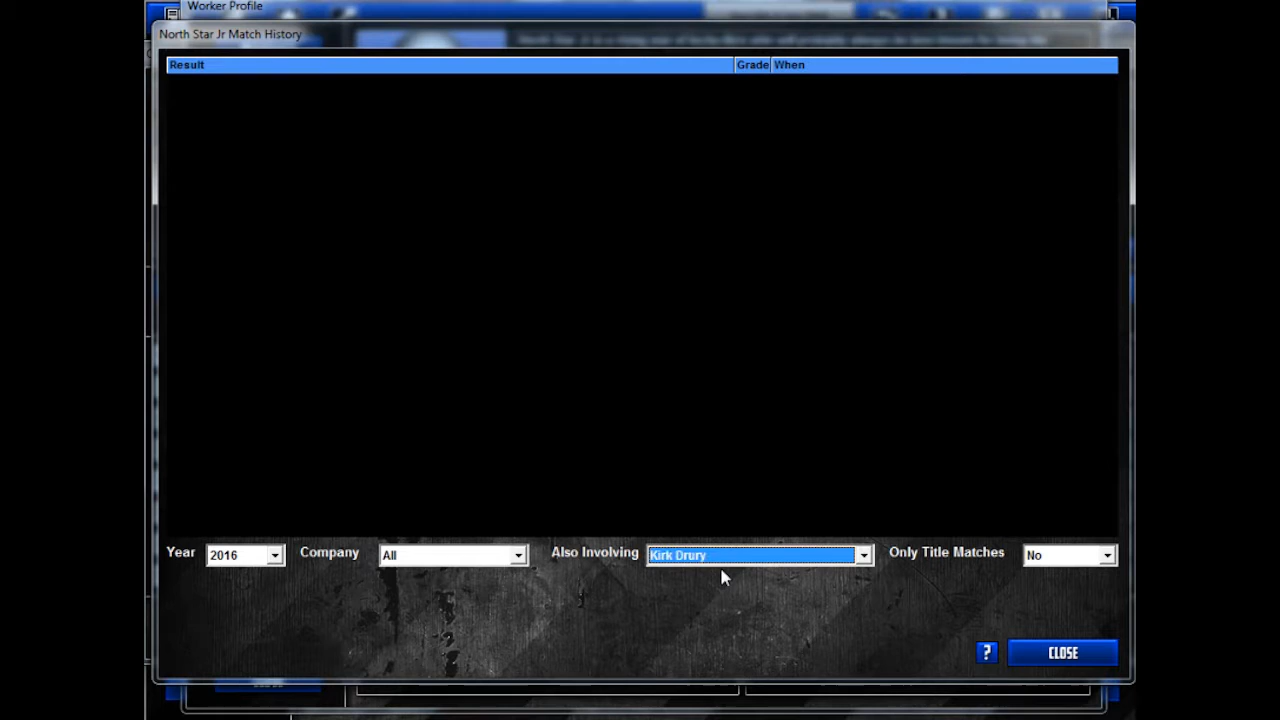 Worker Profile
North Star Jr Match History
Result Grade When
Year 2016 Company All Also Involving Kirk Drury Only Title Matches No
? CLOSE